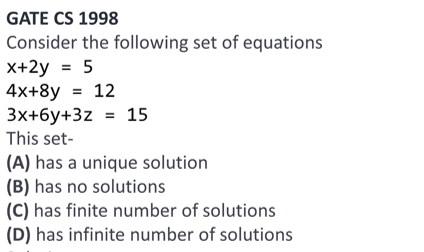 GATE CS 1998
Consider the following set of equations
x+2y = 5
4x+8y = 12
3x+6y+3z = 15
This set-
(A) has a unique solution
(B) has no solutions
(C) has finite number of solutions
(D) has infinite number of solutions